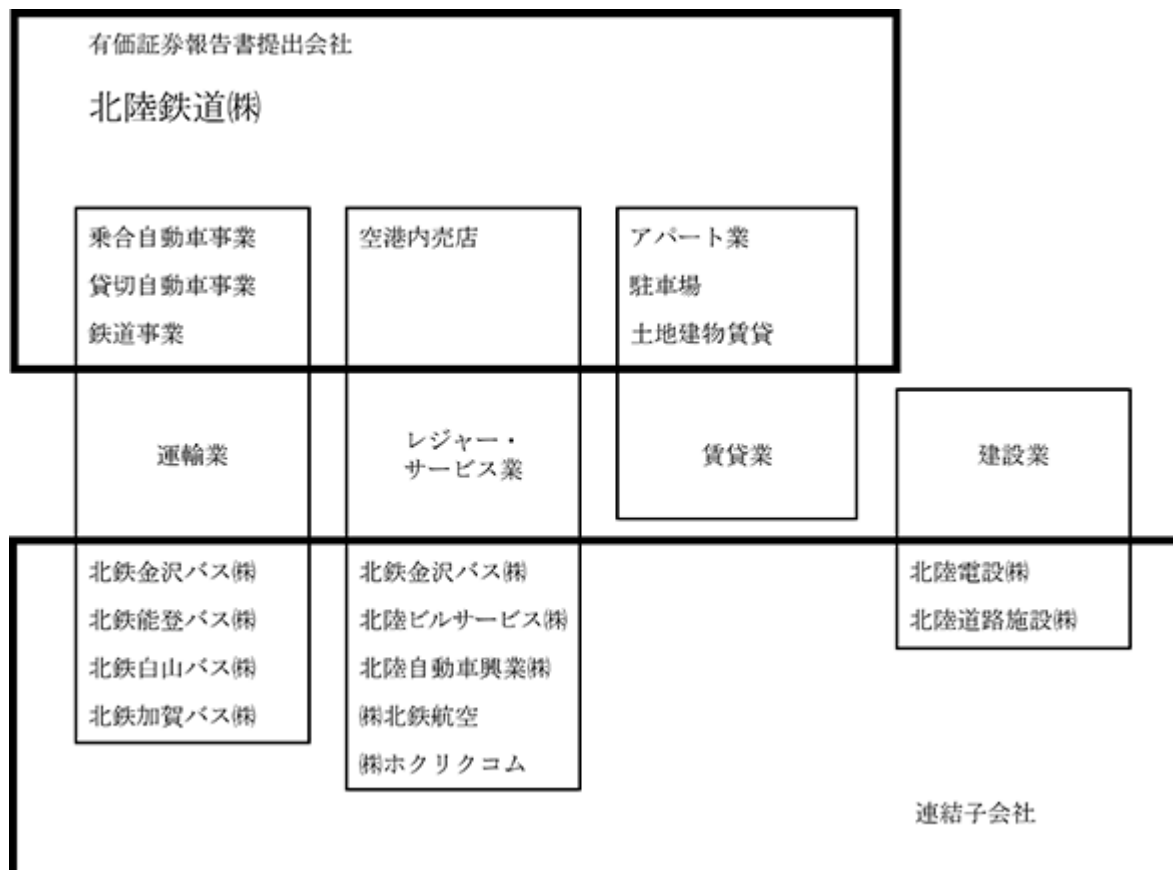 有価証券報告書提出会社
北陸鉄道㈱
乗合自動車事業
貸切自動車事業
鉄道事業
空港内売店
アパート業
駐車場
土地建物賃貸
運輸業
レジャー・
サービス業
賃貸業
建設業
北鉄金沢バス㈱
北鉄能登バス㈱
北鉄白山バス㈱
北鉄加賀バス㈱
北鉄金沢バス㈱
北陸ビルサービス㈱
北陸自動車興業㈱
㈱北鉄航空
㈱ホクリクコム
北陸電設㈱
北陸道路施設㈱
連結子会社